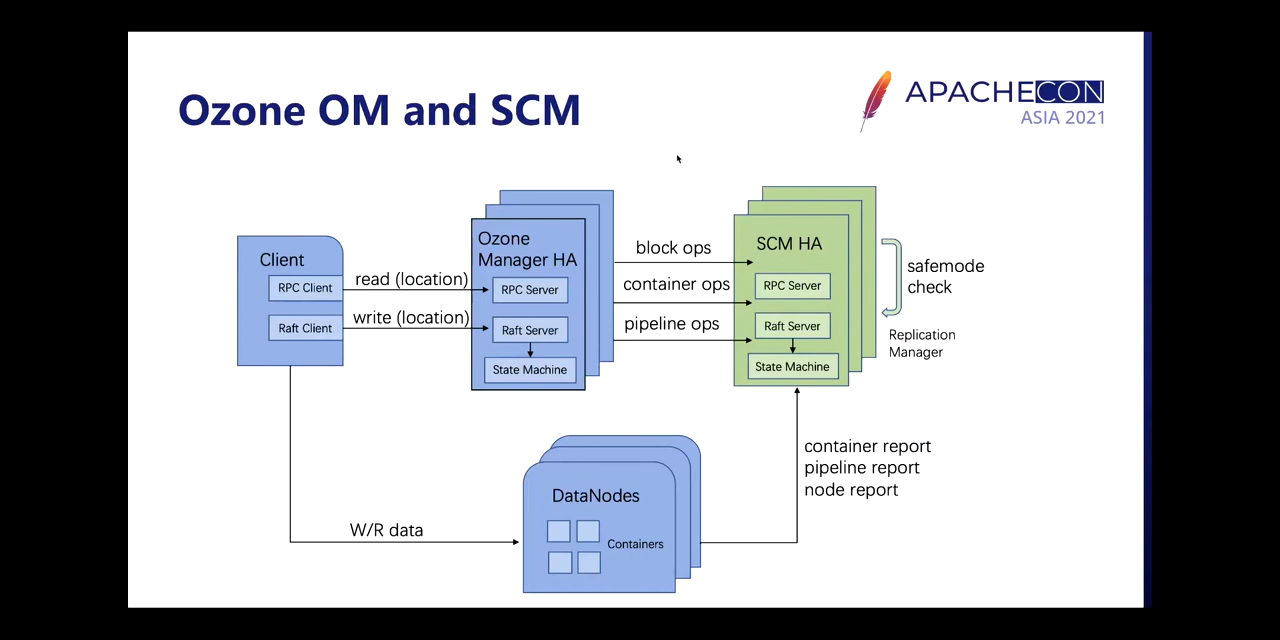 Ozone OM and SCM
APACHECON
ASIA 2021
Client
RPC Client
Raft Client
read (location)
write (location)
Ozone
Manager HA
RPC Server
Raft Server
State Machine
block ops
container ops
pipeline ops
SCM HA
RPC Server
Raft Server
State Machine
safemode
check
Replication
Manager
W/R data
DataNodes
Containers
container report
pipeline report
node report